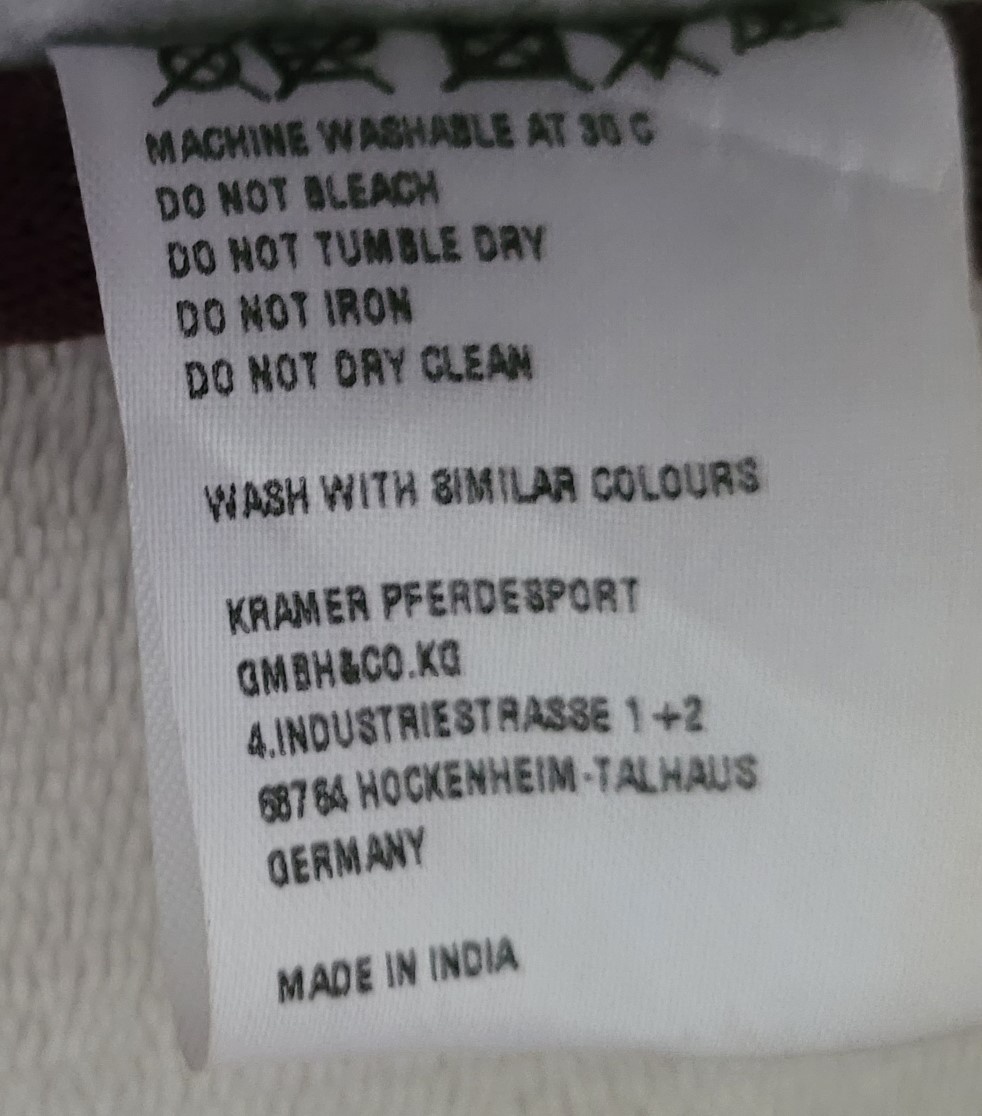 MACHINE WASHABLE AT 30 C
DO NOT BLEACH
DO NOT TUMBLE DRY
DO NOT IRON
DO NOT DRY CLEAN
WASH WITH SIMILAR COLOURS
KRAMER PFERDESPORT
GMBH&CO.KG
4.INDUSTRIESTRASSE 1+2
68764 HOCKENHEIM-TALHAUS
GERMANY
MADE IN INDIA